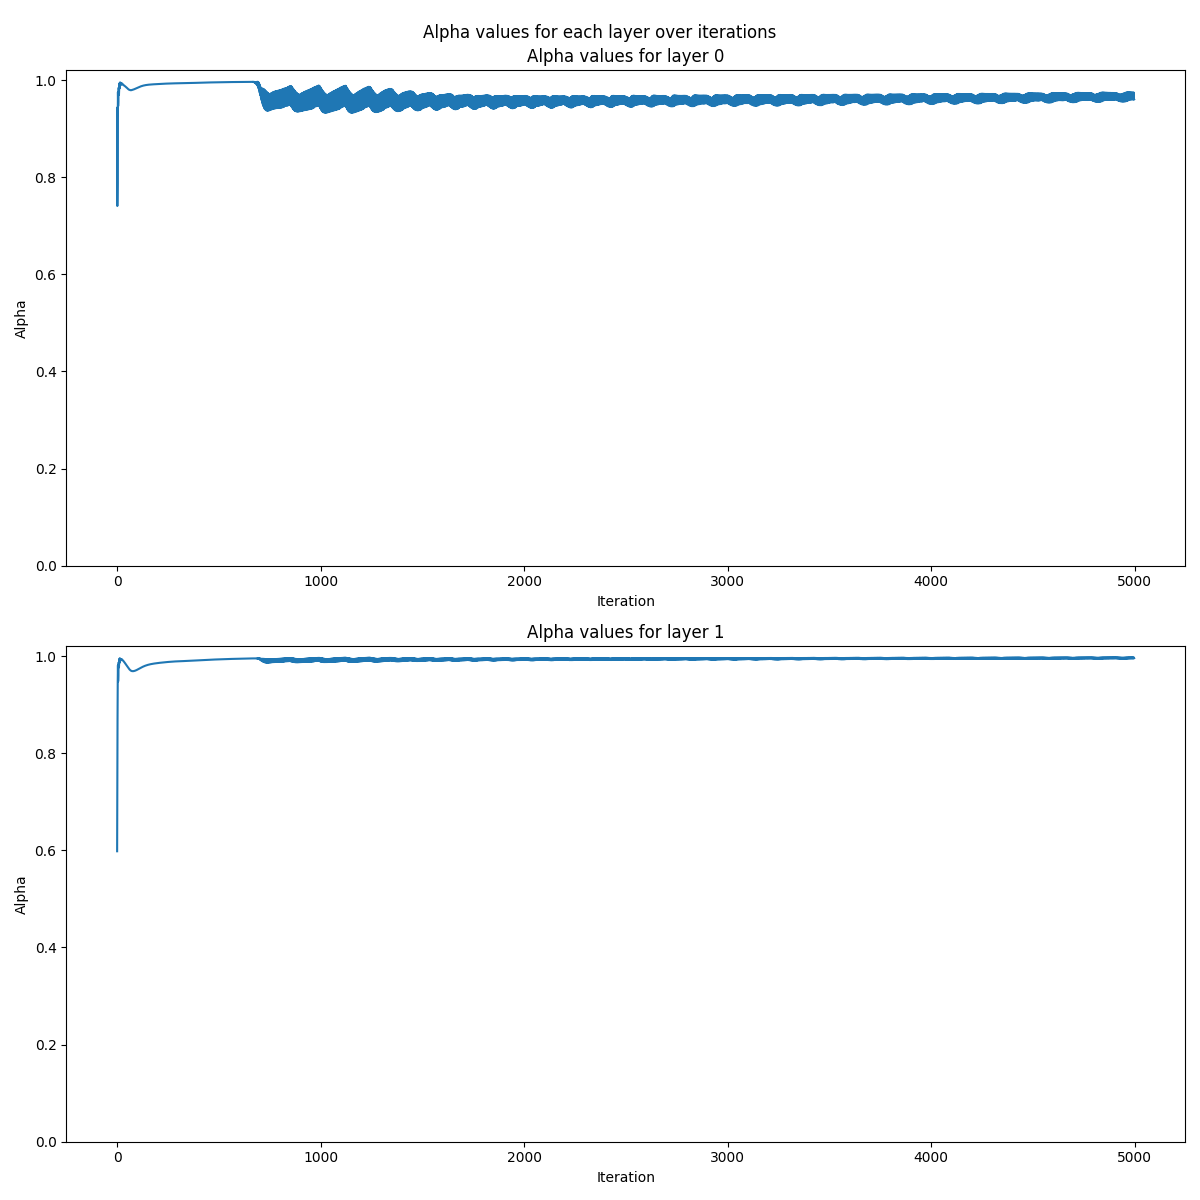 Alpha values for each layer over iterations
Alpha values for layer 0
1.0
0.8
0.6
0.4
0.2
0.0
Alpha
0 1000 2000 3000 4000 5000
Iteration
Alpha values for layer 1
1.0
0.8
0.6
0.4
0.2
0.0
Alpha
0 1000 2000 3000 4000 5000
Iteration